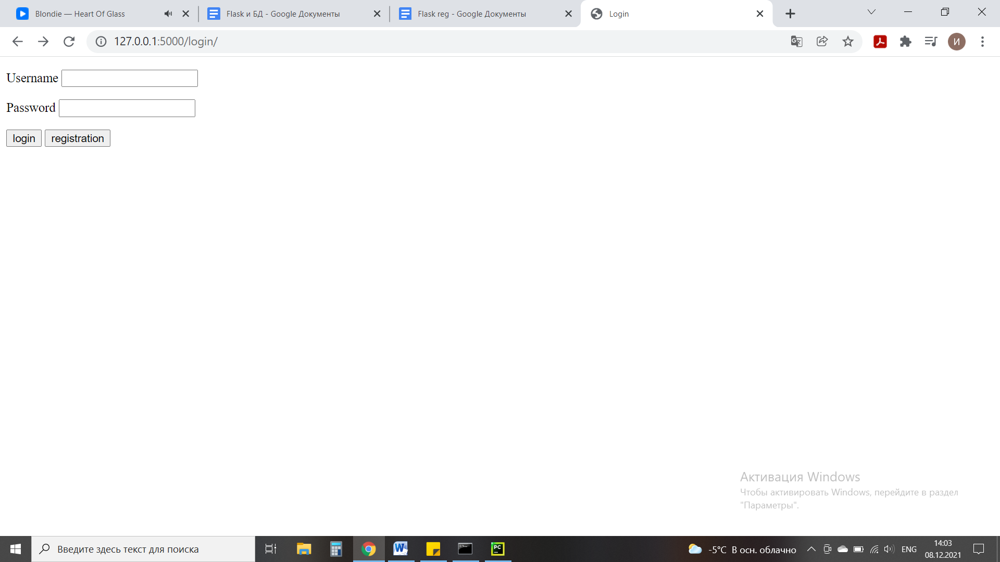 Blondie — Heart Of Glass
Flask и БД - Google Документы
Flask reg - Google Документы
Login
127.0.0.1:5000/login/
И
Username
Password
login
registration
Активация Windows
Чтобы активировать Windows, перейдите в раздел
"Параметры".
Введите здесь текст для поиска
W
PC
-5°C В осн. облачно
ENG
14:03
08.12.2021